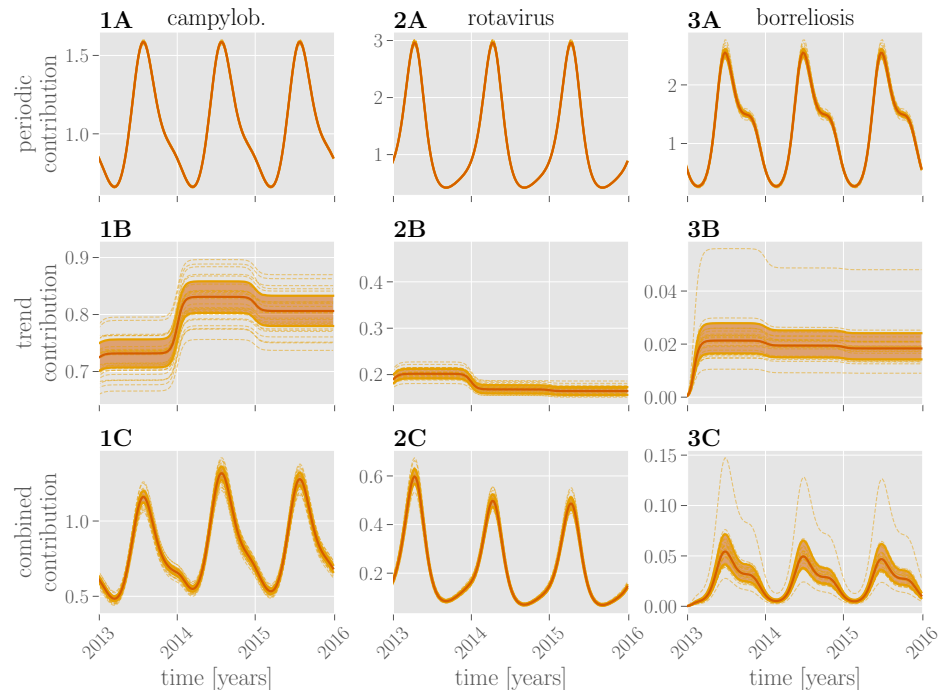 1A campylob.
2A rotavirus
3A borreliosis
periodic
contribution
1.5
1.0
3
2
1
2
1
1B
2B
3B
trend
contribution
0.9
0.8
0.7
0.4
0.3
0.2
0.04
0.02
0.00
1C
2C
3C
combined
contribution
1.0
0.5
0.6
0.4
0.2
0.15
0.10
0.05
0.00
2013 2014 2015 2016
2013 2014 2015 2016
2013 2014 2015 2016
time [years]
time [years]
time [years]